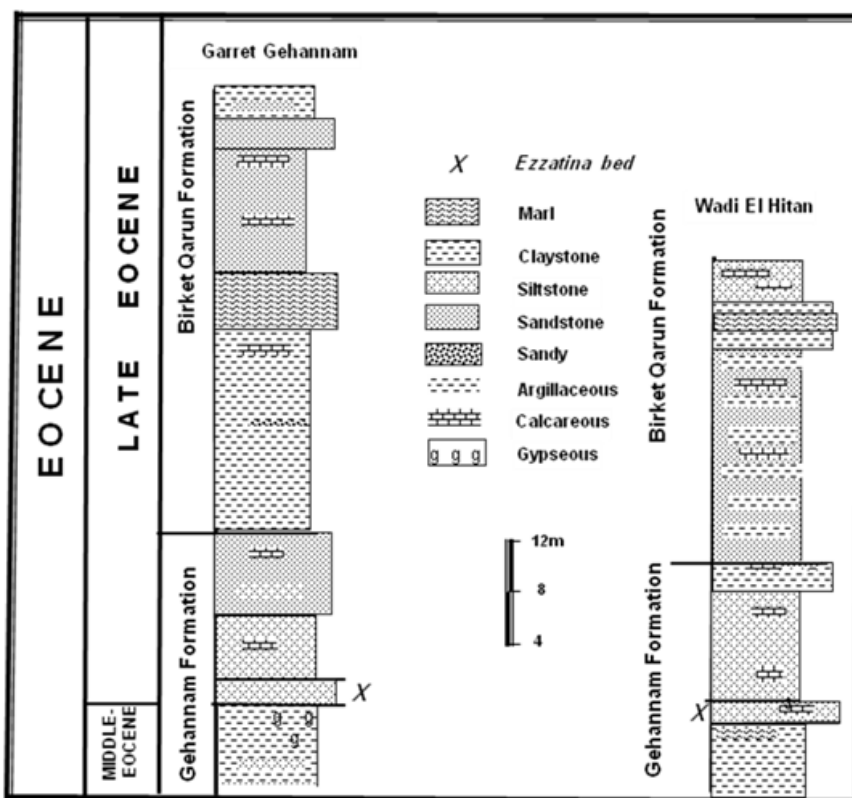 EOCENE
LATE EOCENE
MIDDLE-
EOCENE
Garret Gehannam
Birket Qarun Formation
Gehannam Formation
X
X Ezzatina bed
Marl
Claystone
Siltstone
Sandstone
Sandy
Argillaceous
Calcareous
g g g Gypseous
12m
8
4
Wadi El Hitan
Birket Qarun Formation
Gehannam Formation
X
g g
g